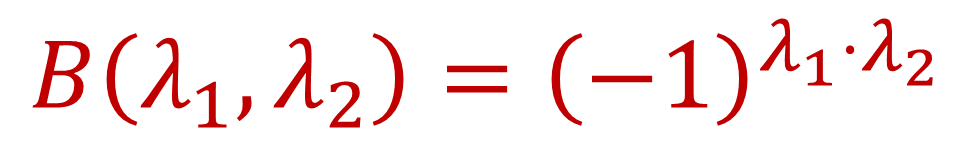 B(λ₁, λ₂) = (−1)^{λ₁·λ₂}